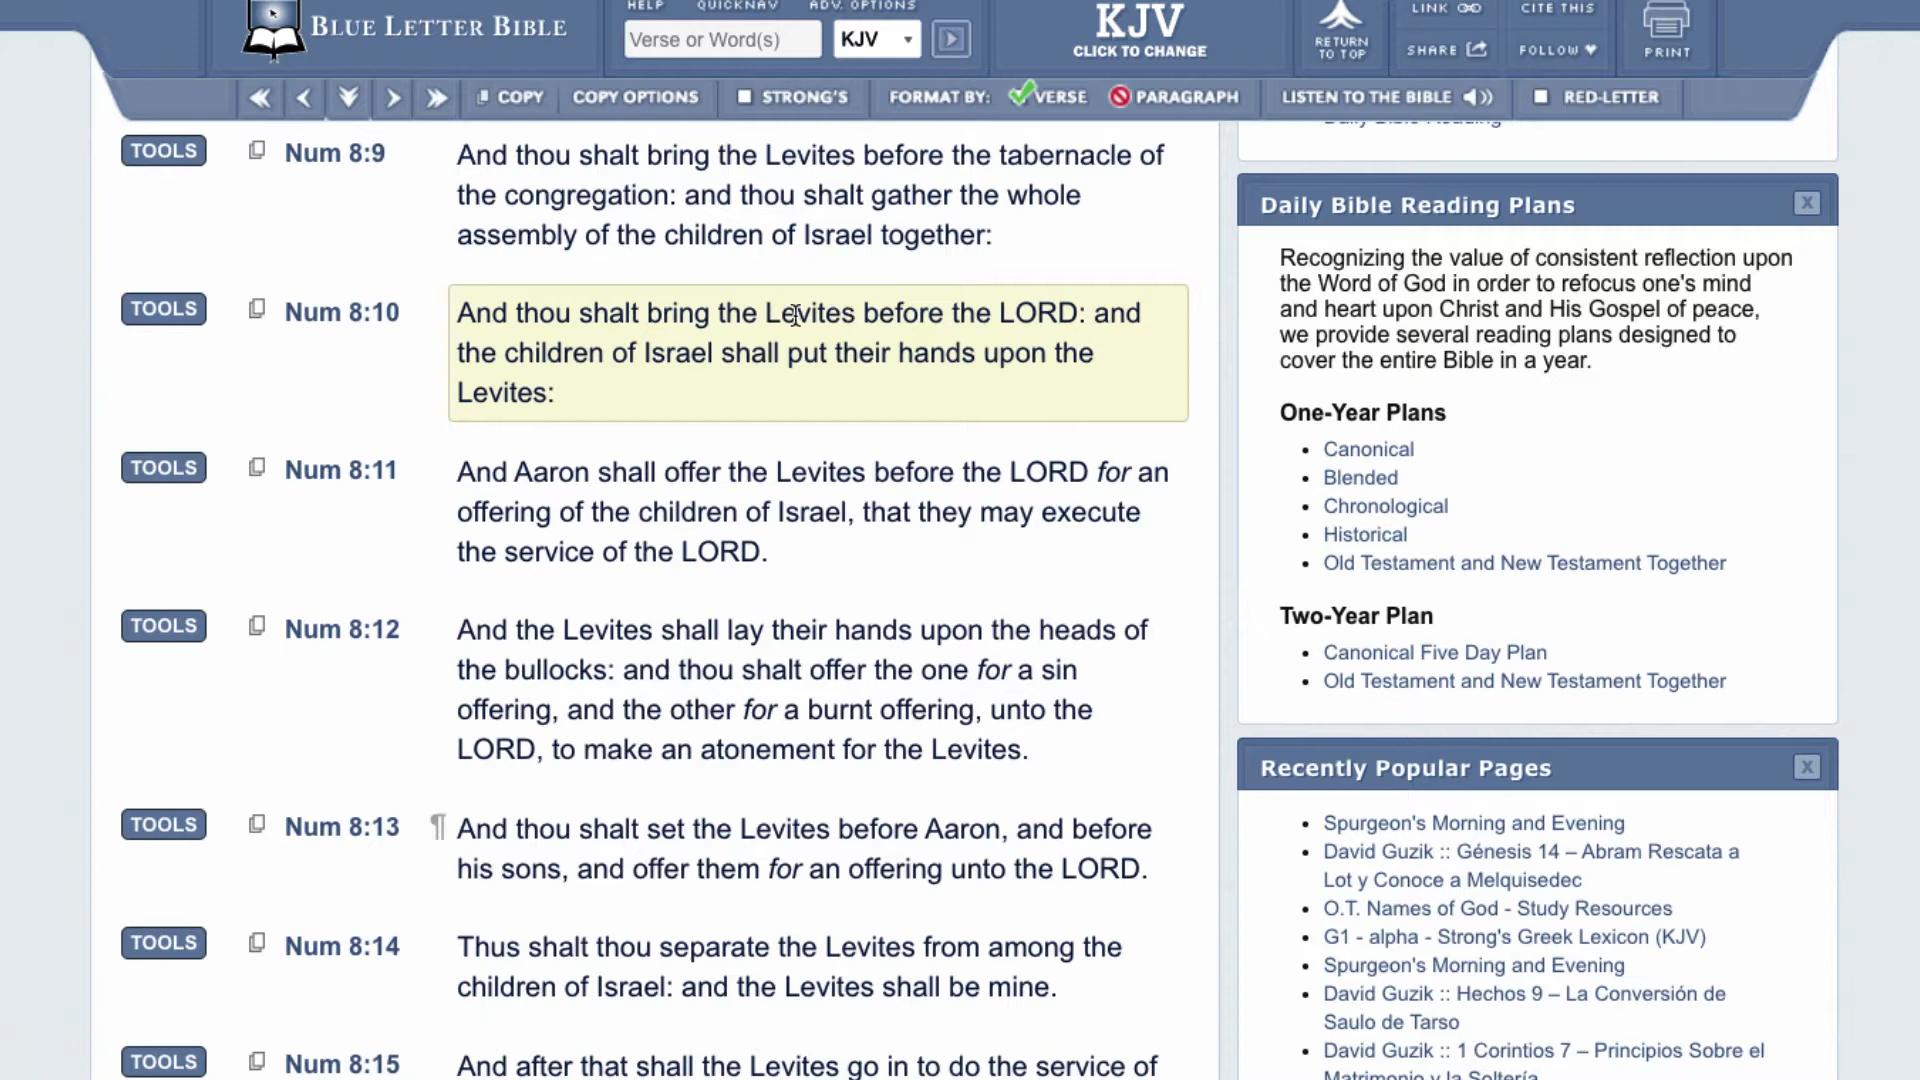 BLUE LETTER BIBLE
HELP QUICKNAV ADV. OPTIONS
Verse or Word(s) KJV
KJV
CLICK TO CHANGE
RETURN
TO TOP
LINK
SHARE
CITE THIS
FOLLOW
PRINT
COPY COPY OPTIONS STRONG'S FORMAT BY: VERSE PARAGRAPH LISTEN TO THE BIBLE RED-LETTER
TOOLS Num 8:9 And thou shalt bring the Levites before the tabernacle of
the congregation: and thou shalt gather the whole
assembly of the children of Israel together:
TOOLS Num 8:10 And thou shalt bring the Levites before the LORD: and
the children of Israel shall put their hands upon the
Levites:
TOOLS Num 8:11 And Aaron shall offer the Levites before the LORD for an
offering of the children of Israel, that they may execute
the service of the LORD.
TOOLS Num 8:12 And the Levites shall lay their hands upon the heads of
the bullocks: and thou shalt offer the one for a sin
offering, and the other for a burnt offering, unto the
LORD, to make an atonement for the Levites.
TOOLS Num 8:13 ¶ And thou shalt set the Levites before Aaron, and before
his sons, and offer them for an offering unto the LORD.
TOOLS Num 8:14 Thus shalt thou separate the Levites from among the
children of Israel: and the Levites shall be mine.
TOOLS Num 8:15 And after that shall the Levites go in to do the service of
Daily Bible Reading
Daily Bible Reading Plans X
Recognizing the value of consistent reflection upon
the Word of God in order to refocus one's mind
and heart upon Christ and His Gospel of peace,
we provide several reading plans designed to
cover the entire Bible in a year.
One-Year Plans
• Canonical
• Blended
• Chronological
• Historical
• Old Testament and New Testament Together
Two-Year Plan
• Canonical Five Day Plan
• Old Testament and New Testament Together
Recently Popular Pages X
• Spurgeon's Morning and Evening
• David Guzik :: Génesis 14 – Abram Rescata a
Lot y Conoce a Melquisedec
• O.T. Names of God - Study Resources
• G1 - alpha - Strong's Greek Lexicon (KJV)
• Spurgeon's Morning and Evening
• David Guzik :: Hechos 9 – La Conversión de
Saulo de Tarso
• David Guzik :: 1 Corintios 7 – Principios Sobre el
Matrimonio y la Soltería